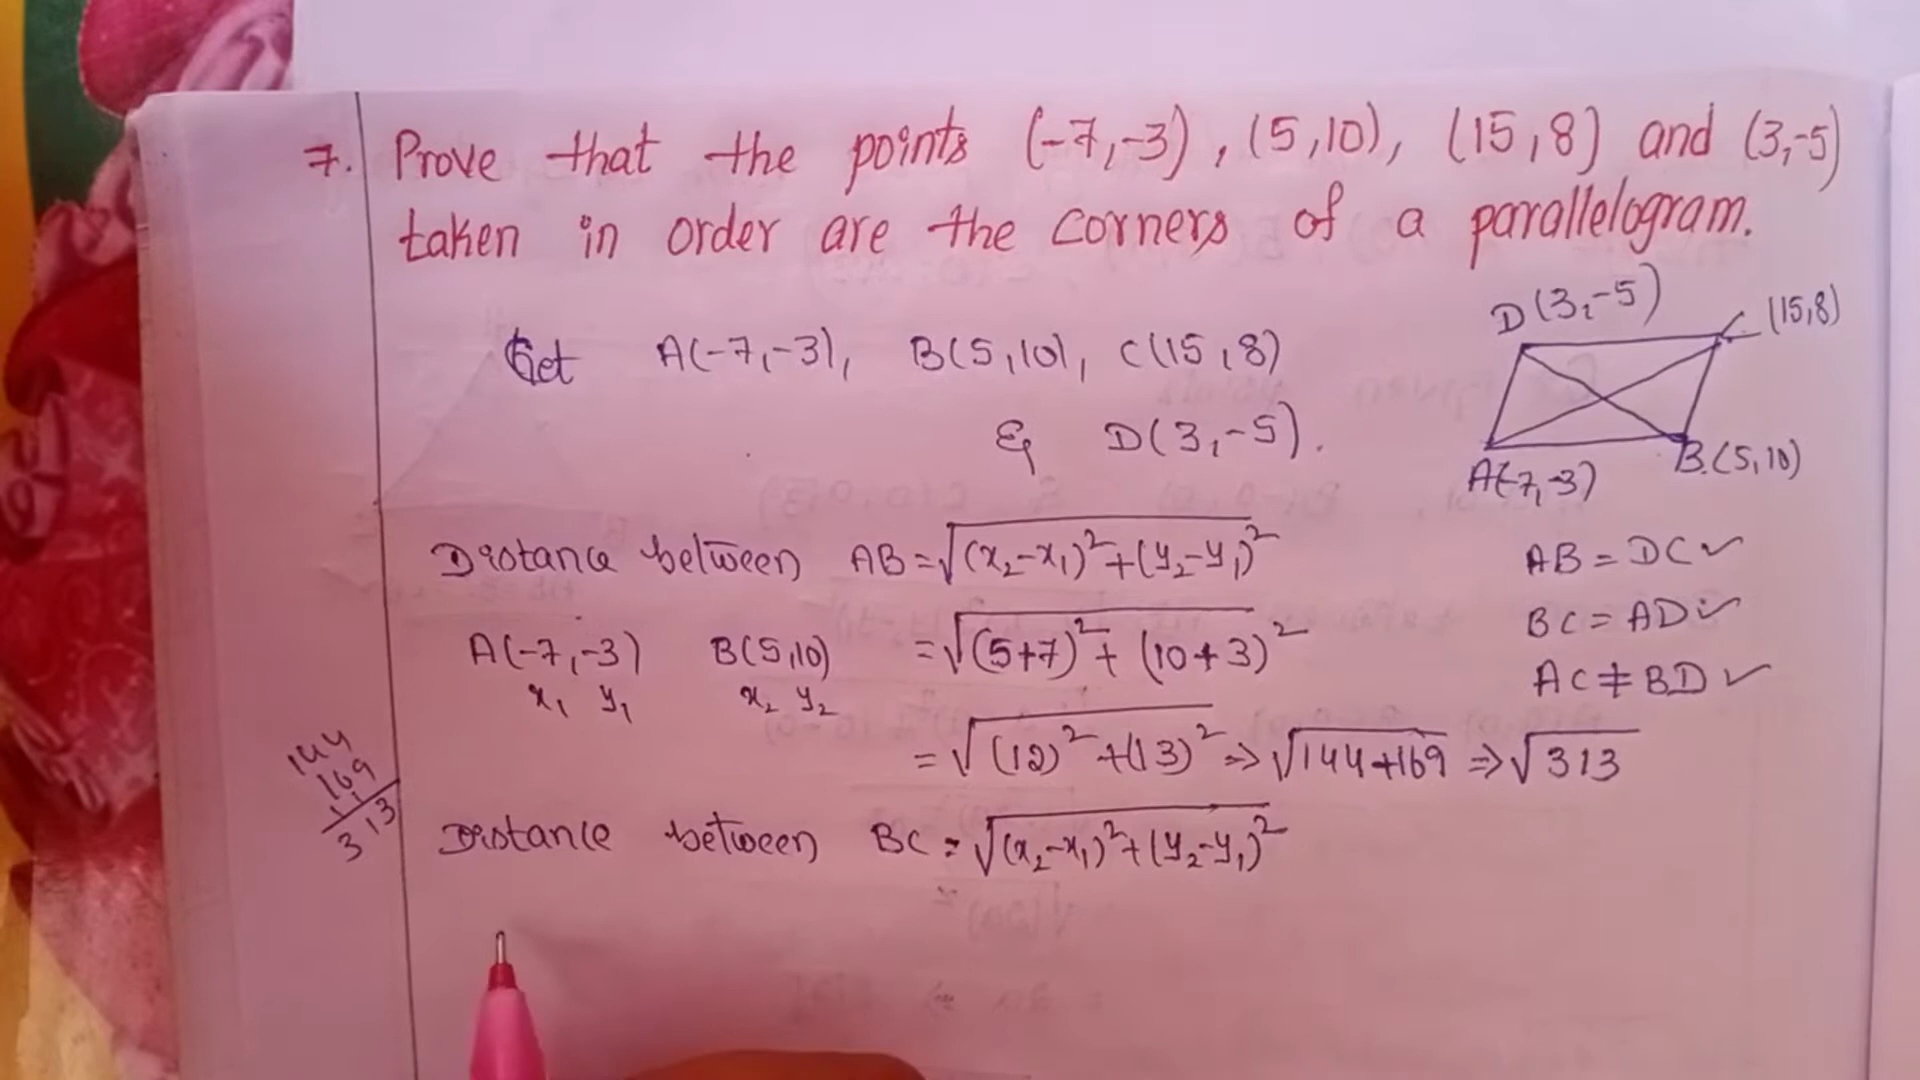 7. Prove that the points (-7,-3), (5,10), (15,8) and (3,-5)
taken in order are the corners of a parallelogram.
Let A(-7,-3), B(5,10), C(15,8)
& D(3,-5).
D(3,-5)
(15,8)
A(-7,-3)
B.(5,10)
Distance between AB = √(x₂-x₁)²+(y₂-y₁)²
A(-7,-3) B(5,10) = √(5+7)²+(10+3)²
x₁ y₁ x₂ y₂
= √(12)²+(13)² ⇒ √144+169 ⇒ √313
AB = DC ✓
BC = AD ✓
AC ≠ BD ✓
144
169
313
Distance between BC = √(x₂-x₁)²+(y₂-y₁)²